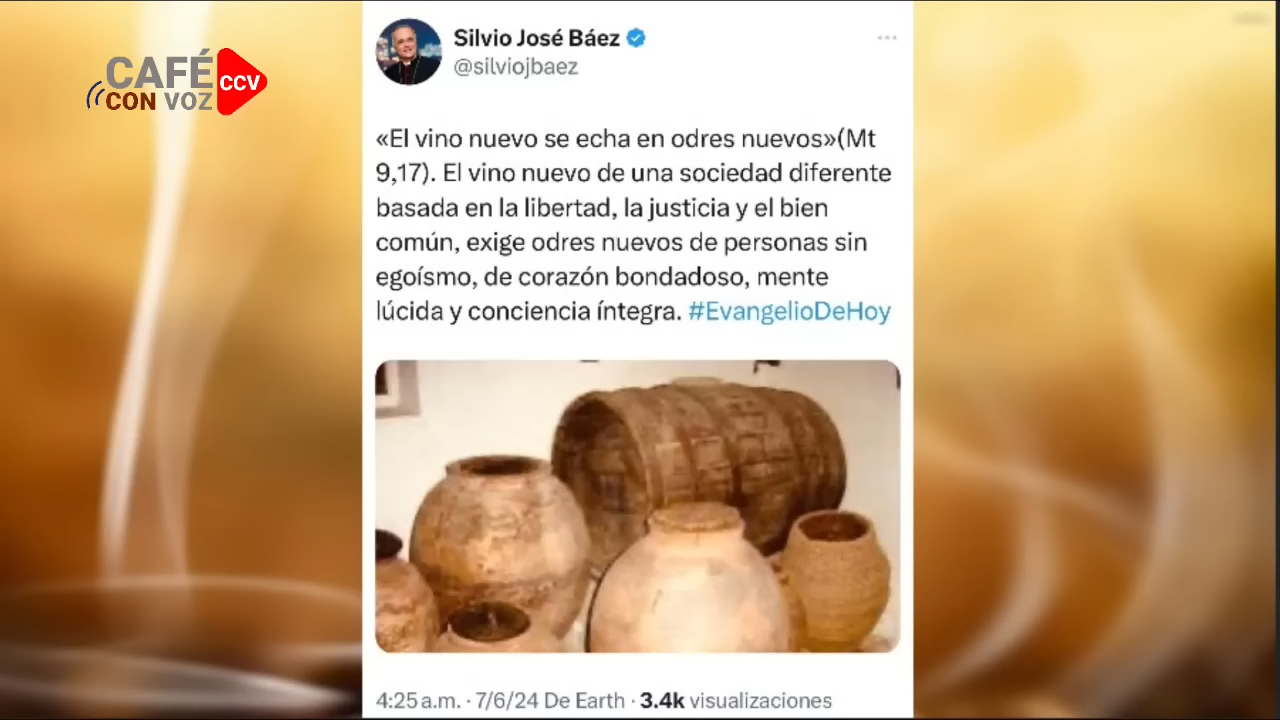 CAFÉ
CON VOZ
CCV
Silvio José Báez
@silviojbaez
«El vino nuevo se echa en odres nuevos»(Mt
9,17). El vino nuevo de una sociedad diferente
basada en la libertad, la justicia y el bien
común, exige odres nuevos de personas sin
egoísmo, de corazón bondadoso, mente
lúcida y conciencia íntegra. #EvangelioDeHoy
4:25 a.m. · 7/6/24 De Earth · 3.4k visualizaciones